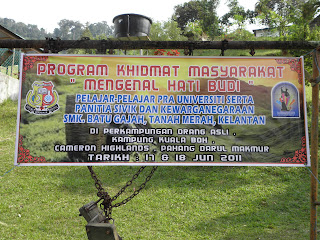 PROGRAM KHIDMAT MASYARAKAT
"MENGENAL HATI BUDI"
PELAJAR-PELAJAR PRA UNIVERSITI SERTA
PANITIA SIVIK DAN KEWARGANEGARAAN
SMK. BATU GAJAH, TANAH MERAH, KELANTAN
DI PERKAMPUNGAN ORANG ASLI,
KAMPUNG KUALA BOH,
CAMERON HIGHLANDS, PAHANG DARUL MAKMUR
TARIKH : 17 & 18 JUN 2011